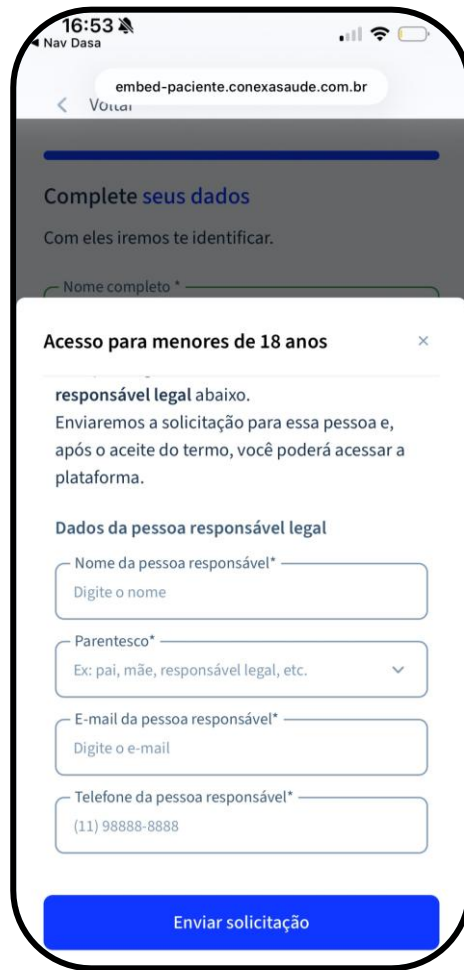 16:53
Nav Dasa
embed-paciente.conexasaude.com.br
Voltar
Complete seus dados
Com eles iremos te identificar.
Nome completo *
Acesso para menores de 18 anos
responsável legal abaixo.
Enviaremos a solicitação para essa pessoa e,
após o aceite do termo, você poderá acessar a
plataforma.
Dados da pessoa responsável legal
Nome da pessoa responsável*
Digite o nome
Parentesco*
Ex: pai, mãe, responsável legal, etc.
E-mail da pessoa responsável*
Digite o e-mail
Telefone da pessoa responsável*
(11) 98888-8888
Enviar solicitação